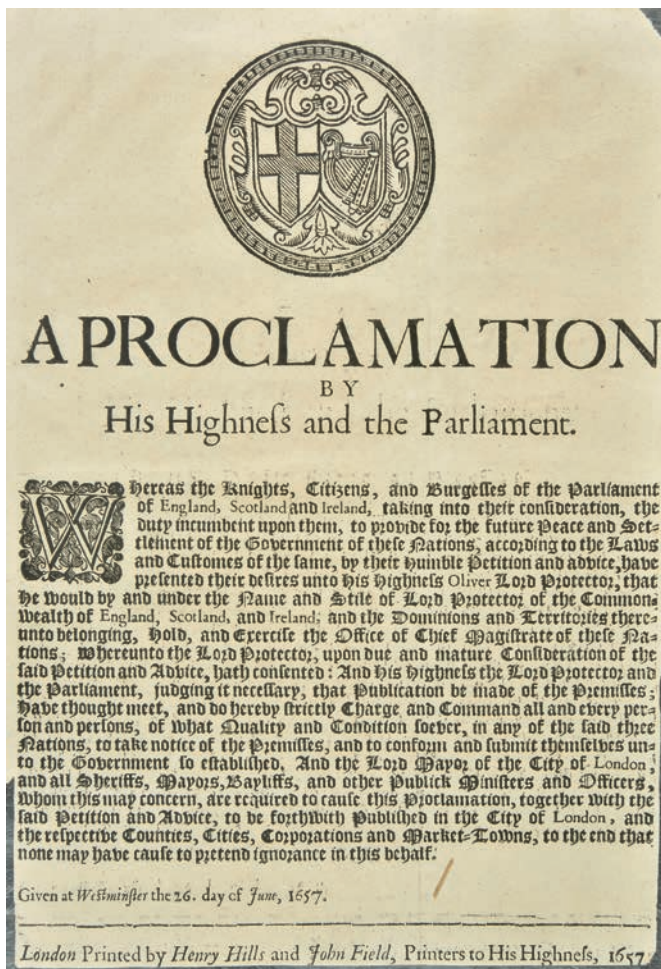 A PROCLAMATION
BY
His Highneſs and the Parliament.
WHereas the Knights, Citizens, and Burgeſſes of the Parliament
of England, Scotland and Ireland, taking into their conſideration, the
duty incumbent upon them, to provide for the future Peace and Set-
tlement of the Government of theſe Nations, according to the Laws
and Cuſtomes of the ſame, by their Humble Petition and advice, have
preſented their deſires unto His Highneſs Oliver Lord Protector, that
He would by and under the Name and Stile of Lord Protector of the Common-
wealth of England, Scotland, and Ireland; and the Dominions and Territories there-
unto belonging, Hold, and Exerciſe the Office of Chief Magiſtrate of theſe Na-
tions; Whereunto the Lord Protector, upon due and mature Conſideration of the
ſaid Petition and Advice, hath conſented: And His Highneſs the Lord Protector and
the Parliament, judging it neceſſary, that Publication be made of the Premiſſes;
Have thought meet, and do hereby ſtrictly Charge and Command all and every per-
ſon and perſons, of what Quality and Condition ſoever, in any of the ſaid three
Nations, to take notice of the Premiſſes, and to conform and ſubmit themſelves un-
to the Government ſo eſtabliſhed. And the Lord Mayor of the City of London,
and all Sheriffs, Mayors, Bayliffs, and other Publick Miniſters and Officers,
Whom this may concern, are required to cauſe this Proclamation, together with the
ſaid Petition and Advice, to be forthwith Publiſhed in the City of London, and
the reſpective Counties, Cities, Corporations and Market-Towns, to the end that
none may have cauſe to pretend ignorance in this behalf.
Given at Weſtminſter the 26. day of June, 1657.
London Printed by Henry Hills and John Field, Printers to His Highneſs, 1657.